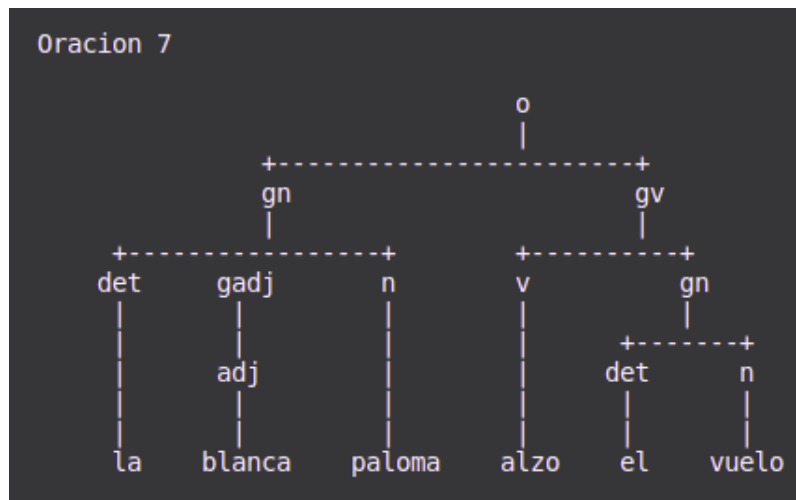 Oracion 7
o
gn gv
det gadj n v gn
adj det n
la blanca paloma alzo el vuelo